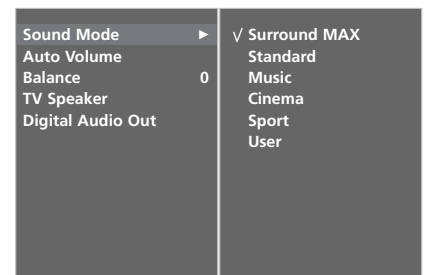 Sound Mode ►
Auto Volume
Balance 0
TV Speaker
Digital Audio Out
√ Surround MAX
Standard
Music
Cinema
Sport
User